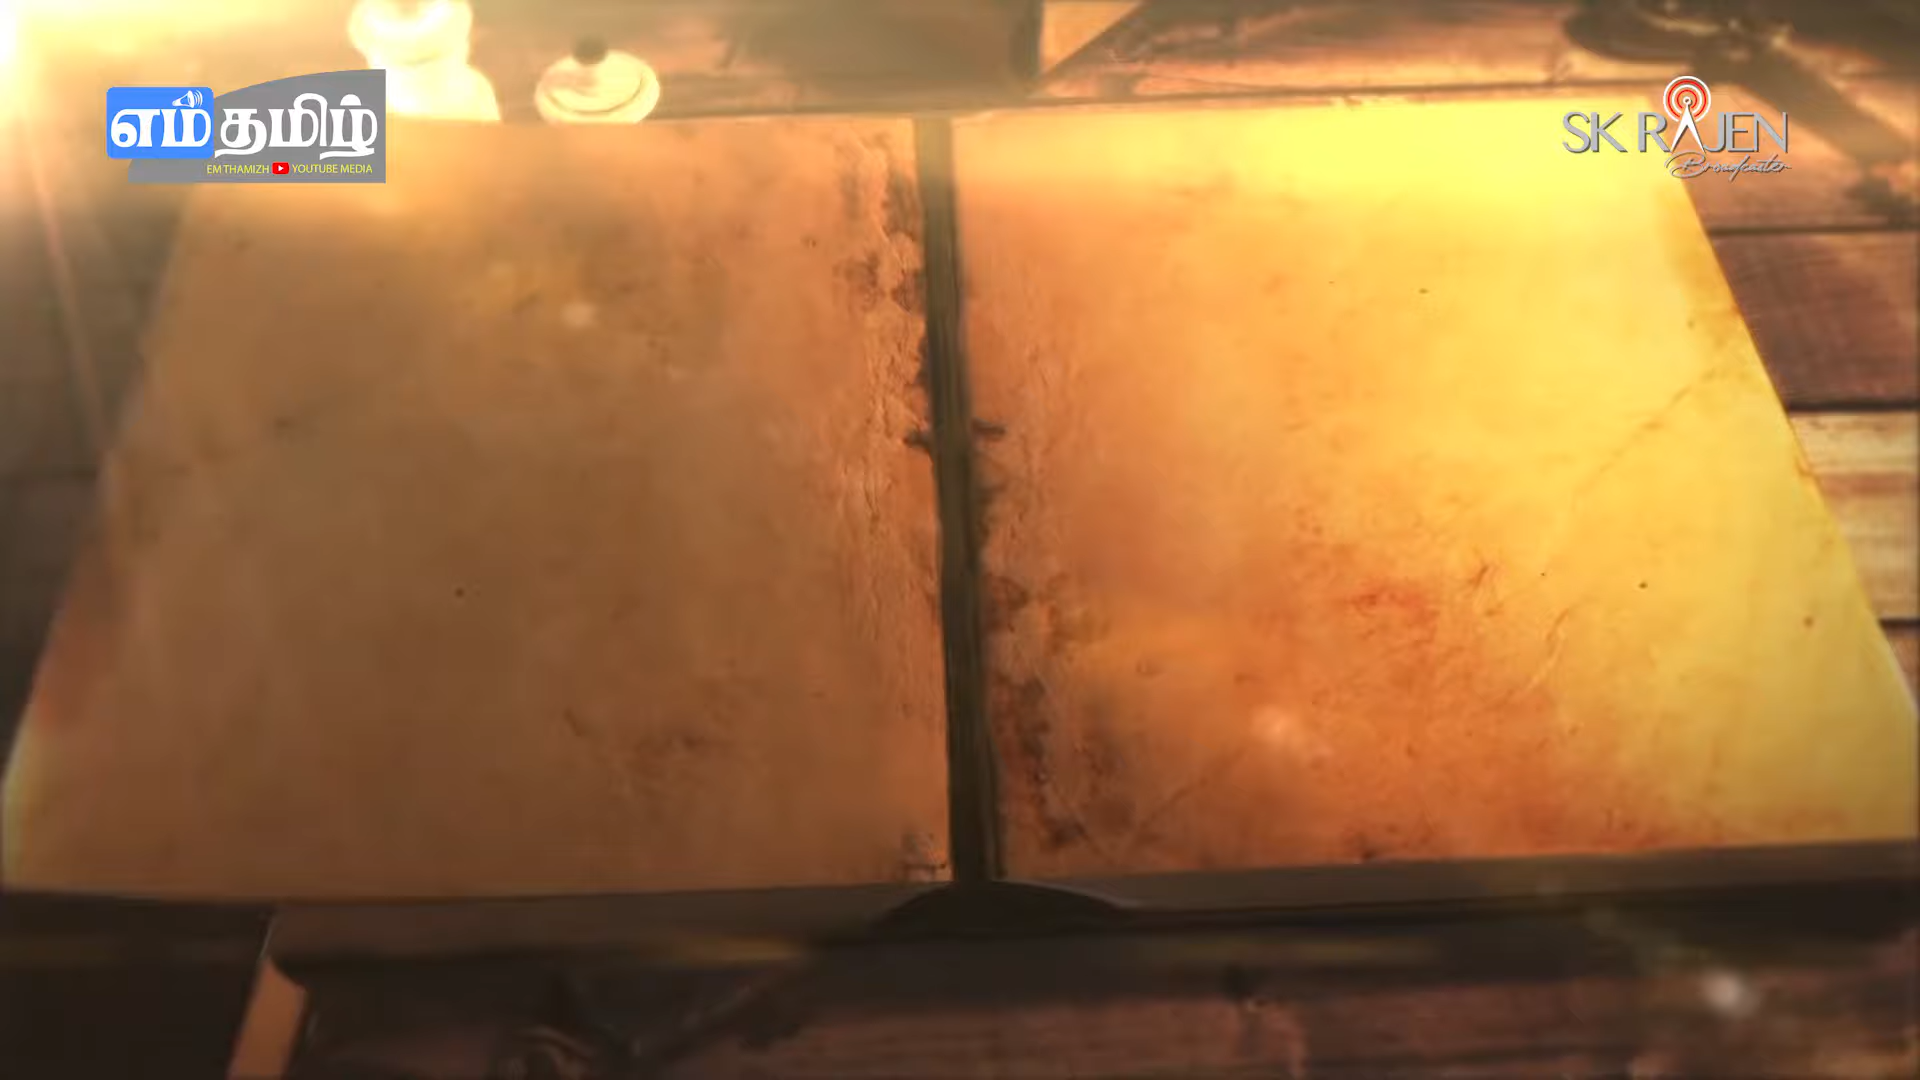 எம் தமிழ்
EM THAMIZH YOUTUBE MEDIA
SK RAJEN
Broadcaster